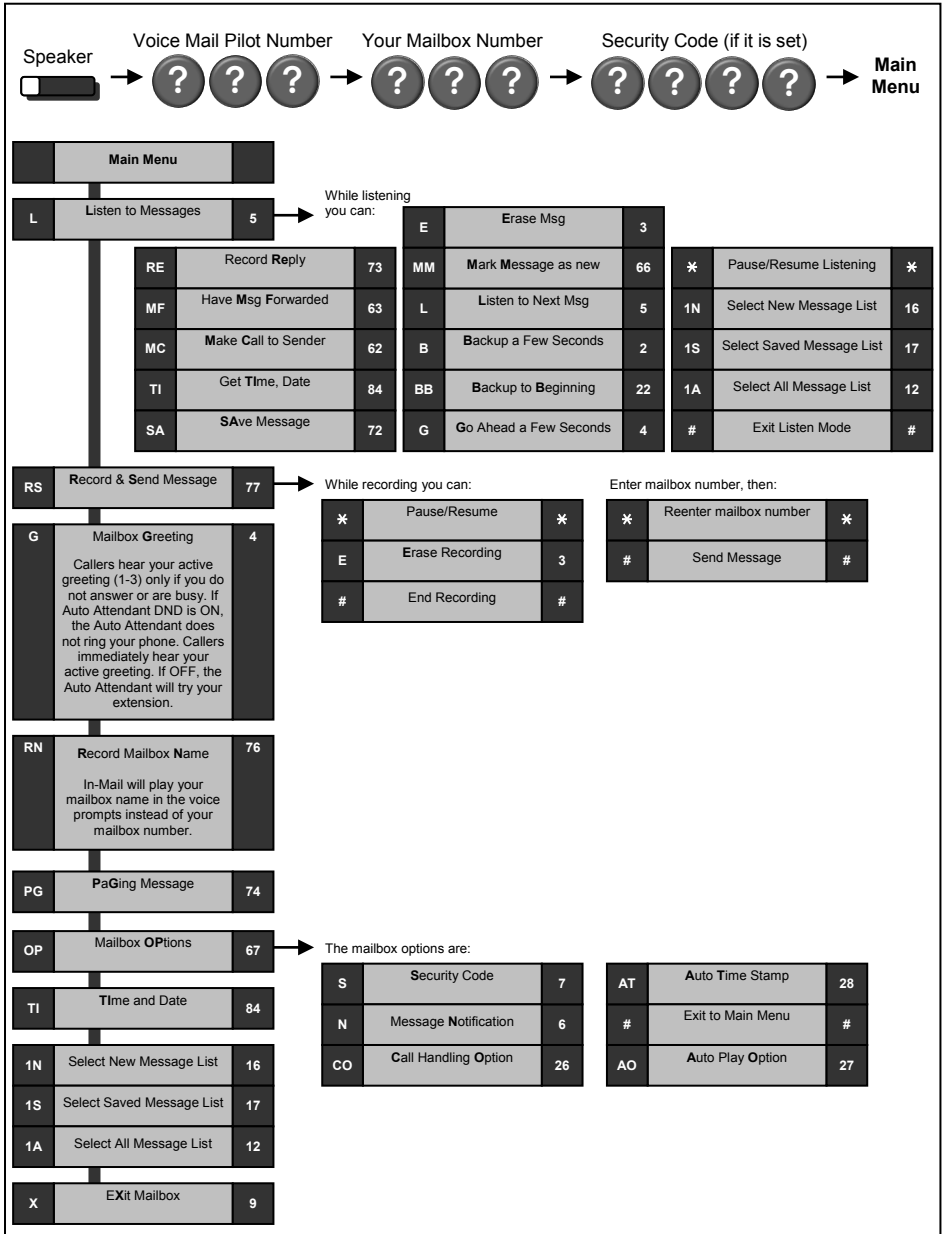 Speaker
Voice Mail Pilot Number
Your Mailbox Number
Security Code (if it is set)
? ? ?
? ? ?
? ? ? ?
Main
Menu
Main Menu
L Listen to Messages 5
While listening
you can:
RE Record Reply 73
MF Have Msg Forwarded 63
MC Make Call to Sender 62
TI Get TIme, Date 84
SA SAve Message 72
E Erase Msg 3
MM Mark Message as new 66
L Listen to Next Msg 5
B Backup a Few Seconds 2
BB Backup to Beginning 22
G Go Ahead a Few Seconds 4
* Pause/Resume Listening *
1N Select New Message List 16
1S Select Saved Message List 17
1A Select All Message List 12
# Exit Listen Mode #
RS Record & Send Message 77
While recording you can:
* Pause/Resume *
E Erase Recording 3
# End Recording #
Enter mailbox number, then:
* Reenter mailbox number *
# Send Message #
G Mailbox Greeting 4
Callers hear your active
greeting (1-3) only if you do
not answer or are busy. If
Auto Attendant DND is ON,
the Auto Attendant does
not ring your phone. Callers
immediately hear your
active greeting. If OFF, the
Auto Attendant will try your
extension.
RN Record Mailbox Name 76
In-Mail will play your
mailbox name in the voice
prompts instead of your
mailbox number.
PG PaGing Message 74
OP Mailbox OPtions 67
The mailbox options are:
S Security Code 7
N Message Notification 6
CO Call Handling Option 26
AT Auto Time Stamp 28
# Exit to Main Menu #
AO Auto Play Option 27
TI TIme and Date 84
1N Select New Message List 16
1S Select Saved Message List 17
1A Select All Message List 12
X EXit Mailbox 9